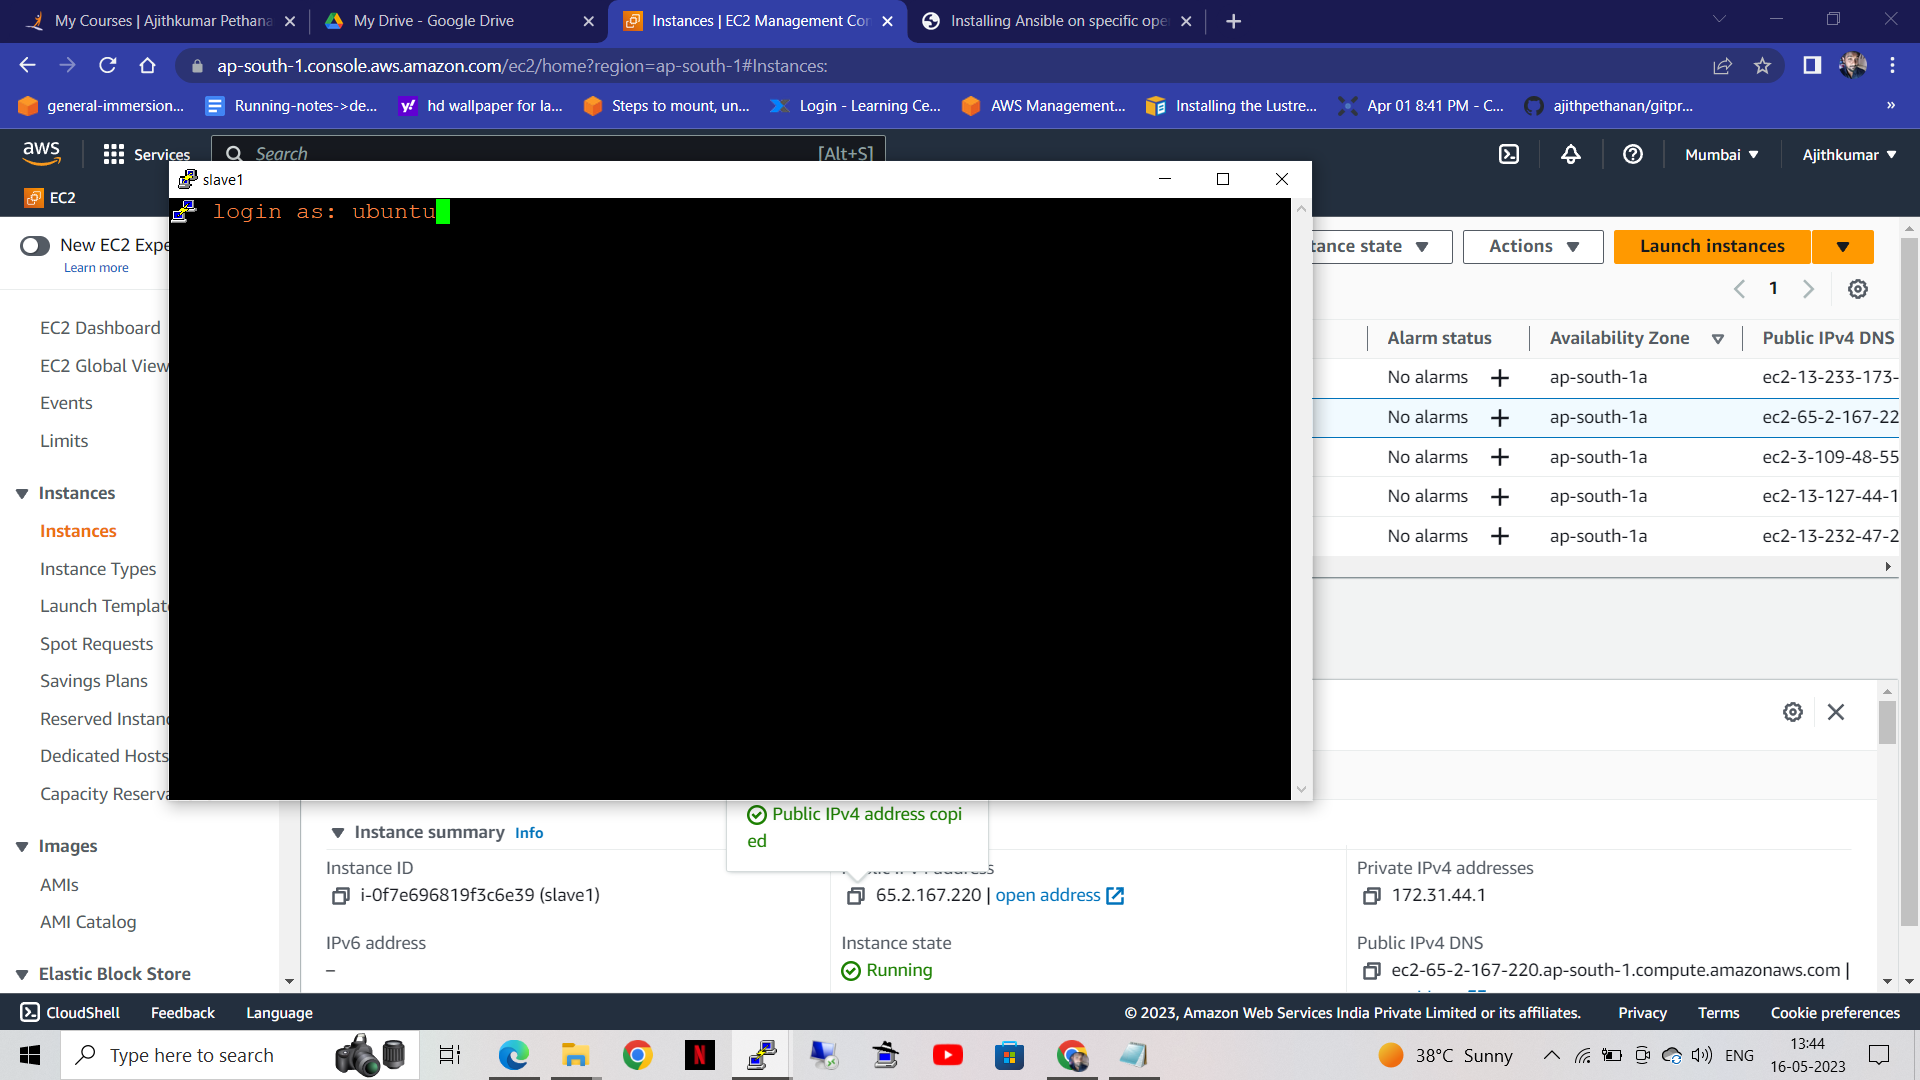 My Courses | Ajithkumar Pethana
My Drive - Google Drive
Instances | EC2 Management Con
Installing Ansible on specific ope
ap-south-1.console.aws.amazon.com/ec2/home?region=ap-south-1#Instances:
general-immersion...
Running-notes->de...
hd wallpaper for la...
Steps to mount, un...
Login - Learning Ce...
AWS Management...
Installing the Lustre...
Apr 01 8:41 PM - C...
ajithpethanan/gitpr...
»
aws
Services
Search
[Alt+S]
Mumbai
Ajithkumar
EC2
slave1
login as: ubuntu
New EC2 Expe
Learn more
tance state
Actions
Launch instances
1
EC2 Dashboard
EC2 Global View
Events
Limits
Instances
Instances
Instance Types
Launch Templat
Spot Requests
Savings Plans
Reserved Instan
Dedicated Hosts
Capacity Reserva
Images
AMIs
AMI Catalog
Elastic Block Store
Alarm status
Availability Zone
Public IPv4 DNS
No alarms + ap-south-1a ec2-13-233-173-
No alarms + ap-south-1a ec2-65-2-167-22
No alarms + ap-south-1a ec2-3-109-48-55
No alarms + ap-south-1a ec2-13-127-44-1
No alarms + ap-south-1a ec2-13-232-47-2
Public IPv4 address copi
ed
Instance summary Info
Instance ID
i-0f7e696819f3c6e39 (slave1)
65.2.167.220 | open address
Private IPv4 addresses
172.31.44.1
IPv6 address
–
Instance state
Running
Public IPv4 DNS
ec2-65-2-167-220.ap-south-1.compute.amazonaws.com |
CloudShell
Feedback
Language
© 2023, Amazon Web Services India Private Limited or its affiliates.
Privacy
Terms
Cookie preferences
Type here to search
38°C Sunny
ENG
13:44
16-05-2023